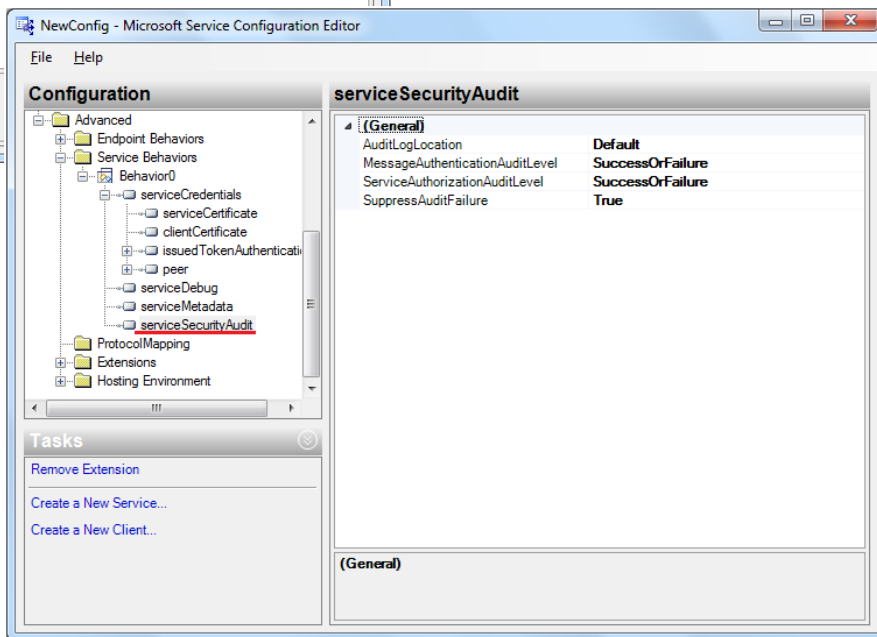 NewConfig - Microsoft Service Configuration Editor
File Help
Configuration
Advanced
Endpoint Behaviors
Service Behaviors
Behavior0
serviceCredentials
serviceCertificate
clientCertificate
issuedTokenAuthenticati
peer
serviceDebug
serviceMetadata
serviceSecurityAudit
ProtocolMapping
Extensions
Hosting Environment
Tasks
Remove Extension
Create a New Service...
Create a New Client...
serviceSecurityAudit
(General)
AuditLogLocation Default
MessageAuthenticationAuditLevel SuccessOrFailure
ServiceAuthorizationAuditLevel SuccessOrFailure
SuppressAuditFailure True
(General)